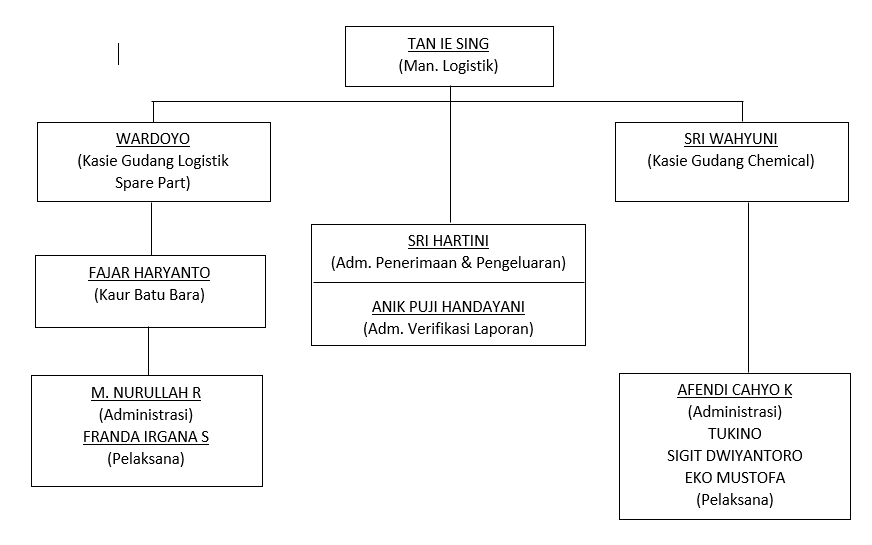 TAN IE SING
(Man. Logistik)
WARDOYO
(Kasie Gudang Logistik
Spare Part)
SRI WAHYUNI
(Kasie Gudang Chemical)
SRI HARTINI
(Adm. Penerimaan & Pengeluaran)
ANIK PUJI HANDAYANI
(Adm. Verifikasi Laporan)
FAJAR HARYANTO
(Kaur Batu Bara)
M. NURULLAH R
(Administrasi)
FRANDA IRGANA S
(Pelaksana)
AFENDI CAHYO K
(Administrasi)
TUKINO
SIGIT DWIYANTORO
EKO MUSTOFA
(Pelaksana)